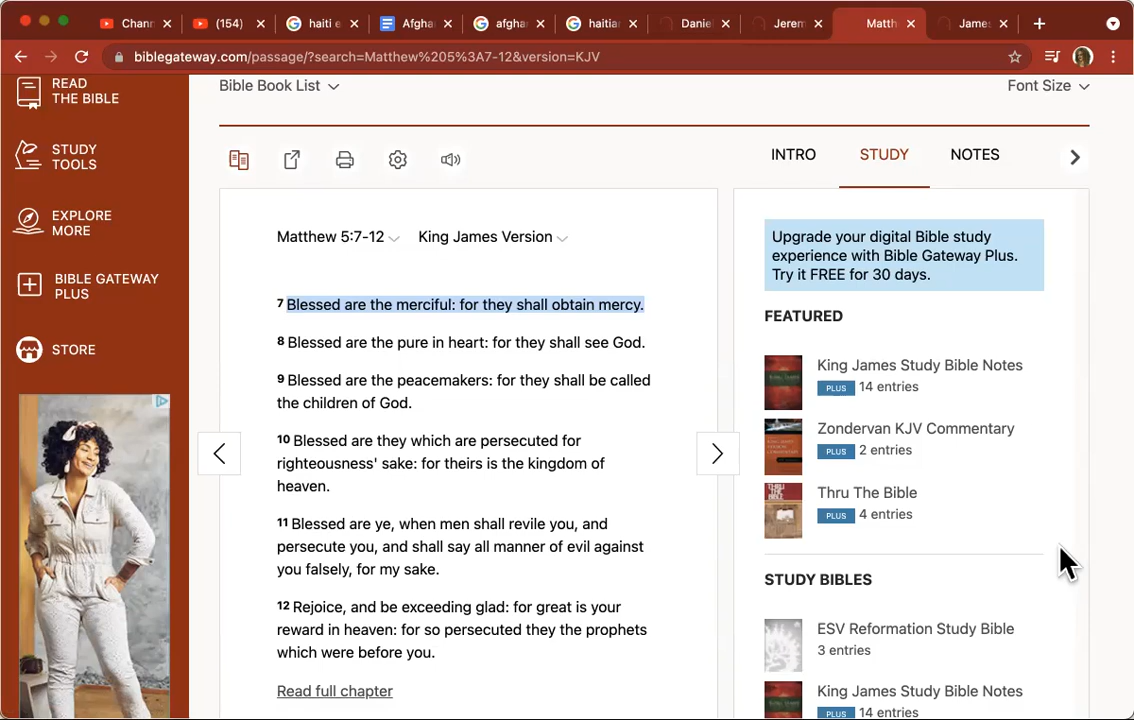 Chann
(154)
haiti e
Afgha
afghar
haitiar
Daniel
Jerem
Matth
James
biblegateway.com/passage/?search=Matthew%205%3A7-12&version=KJV
READ
THE BIBLE
STUDY
TOOLS
EXPLORE
MORE
BIBLE GATEWAY
PLUS
STORE
Bible Book List
Font Size
INTRO
STUDY
NOTES
Matthew 5:7-12
King James Version
7 Blessed are the merciful: for they shall obtain mercy.
8 Blessed are the pure in heart: for they shall see God.
9 Blessed are the peacemakers: for they shall be called
the children of God.
10 Blessed are they which are persecuted for
righteousness' sake: for theirs is the kingdom of
heaven.
11 Blessed are ye, when men shall revile you, and
persecute you, and shall say all manner of evil against
you falsely, for my sake.
12 Rejoice, and be exceeding glad: for great is your
reward in heaven: for so persecuted they the prophets
which were before you.
Read full chapter
Upgrade your digital Bible study
experience with Bible Gateway Plus.
Try it FREE for 30 days.
FEATURED
King James Study Bible Notes
PLUS 14 entries
Zondervan KJV Commentary
PLUS 2 entries
Thru The Bible
PLUS 4 entries
STUDY BIBLES
ESV Reformation Study Bible
3 entries
King James Study Bible Notes
PLUS 14 entries